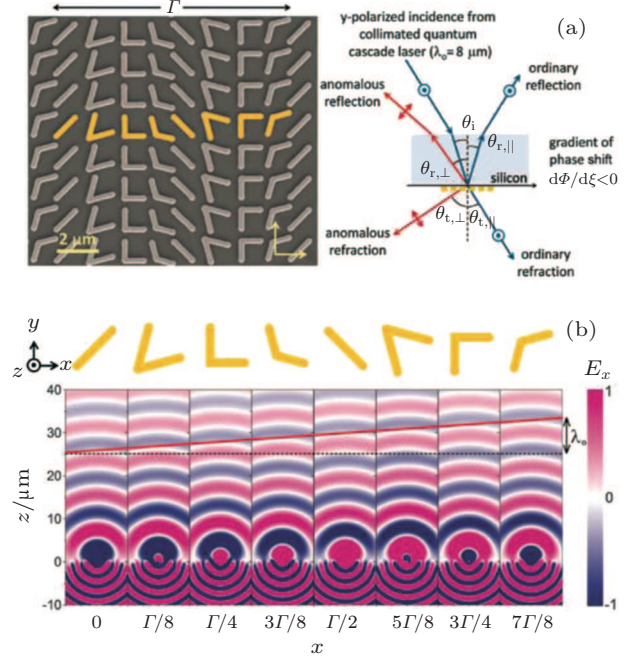 Γ
(a)
y-polarized incidence from
collimated quantum
cascade laser (λo= 8 μm)
ordinary
reflection
anomalous
reflection
θi
θr,||
θr,⊥
silicon
gradient of
phase shift
dΦ/dξ<0
θt,⊥
θt,||
anomalous
refraction
ordinary
refraction
2 μm
(b)
y
z
x
Ex
40
30
20
10
0
-10
z/μm
λo
1
0
-1
0 Γ/8 Γ/4 3Γ/8 Γ/2 5Γ/8 3Γ/4 7Γ/8
x